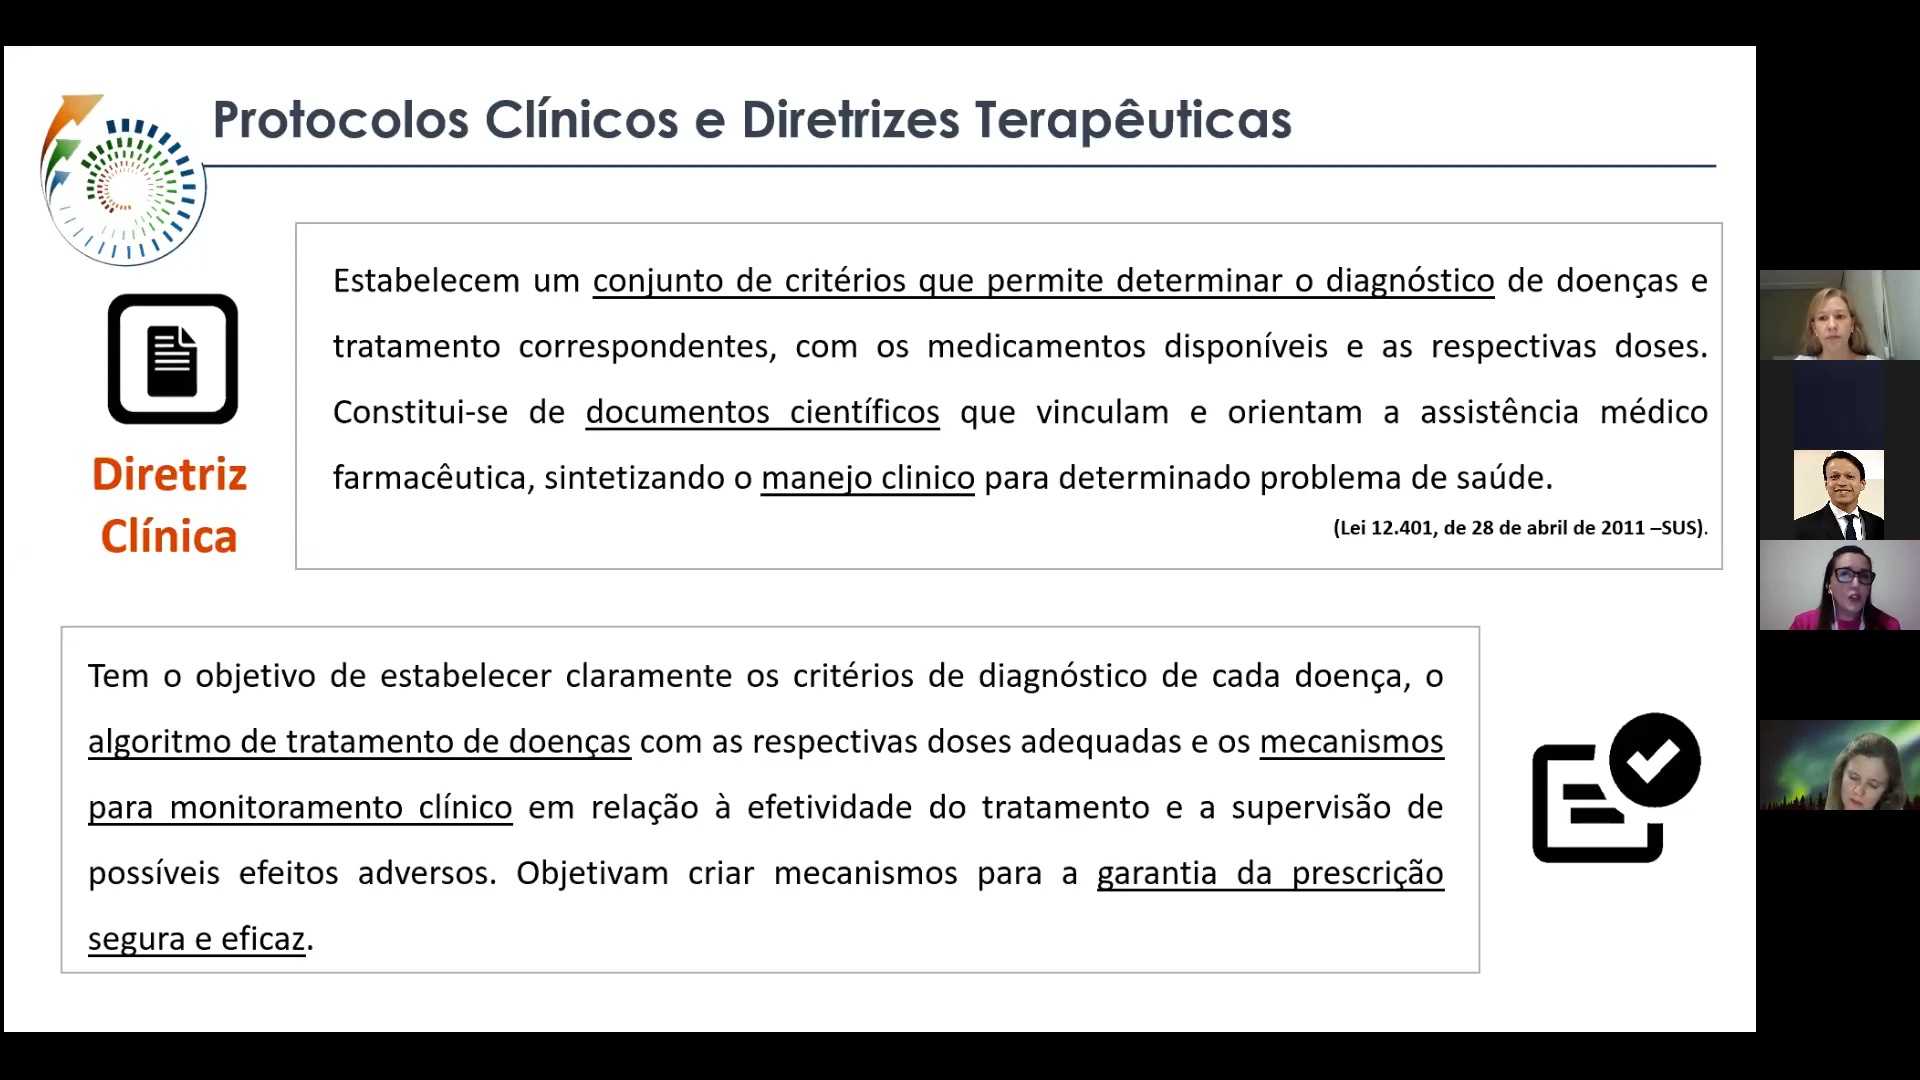 Protocolos Clínicos e Diretrizes Terapêuticas
Estabelecem um conjunto de critérios que permite determinar o diagnóstico de doenças e
tratamento correspondentes, com os medicamentos disponíveis e as respectivas doses.
Constitui-se de documentos científicos que vinculam e orientam a assistência médico
farmacêutica, sintetizando o manejo clinico para determinado problema de saúde.
(Lei 12.401, de 28 de abril de 2011 –SUS).
Diretriz
Clínica
Tem o objetivo de estabelecer claramente os critérios de diagnóstico de cada doença, o
algoritmo de tratamento de doenças com as respectivas doses adequadas e os mecanismos
para monitoramento clínico em relação à efetividade do tratamento e a supervisão de
possíveis efeitos adversos. Objetivam criar mecanismos para a garantia da prescrição
segura e eficaz.